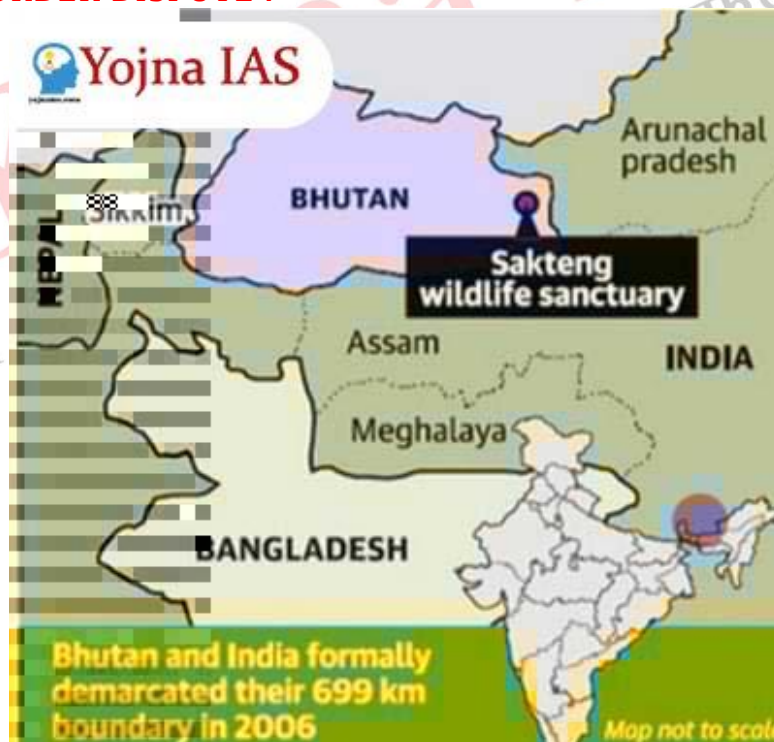 DISPUTE :
Yojna IAS
Arunachal
pradesh
BHUTAN
Sikkim
NEPAL
Sakteng
wildlife sanctuary
Assam
INDIA
Meghalaya
BANGLADESH
Bhutan and India formally
demarcated their 699 km
boundary in 2006
Map not to scale